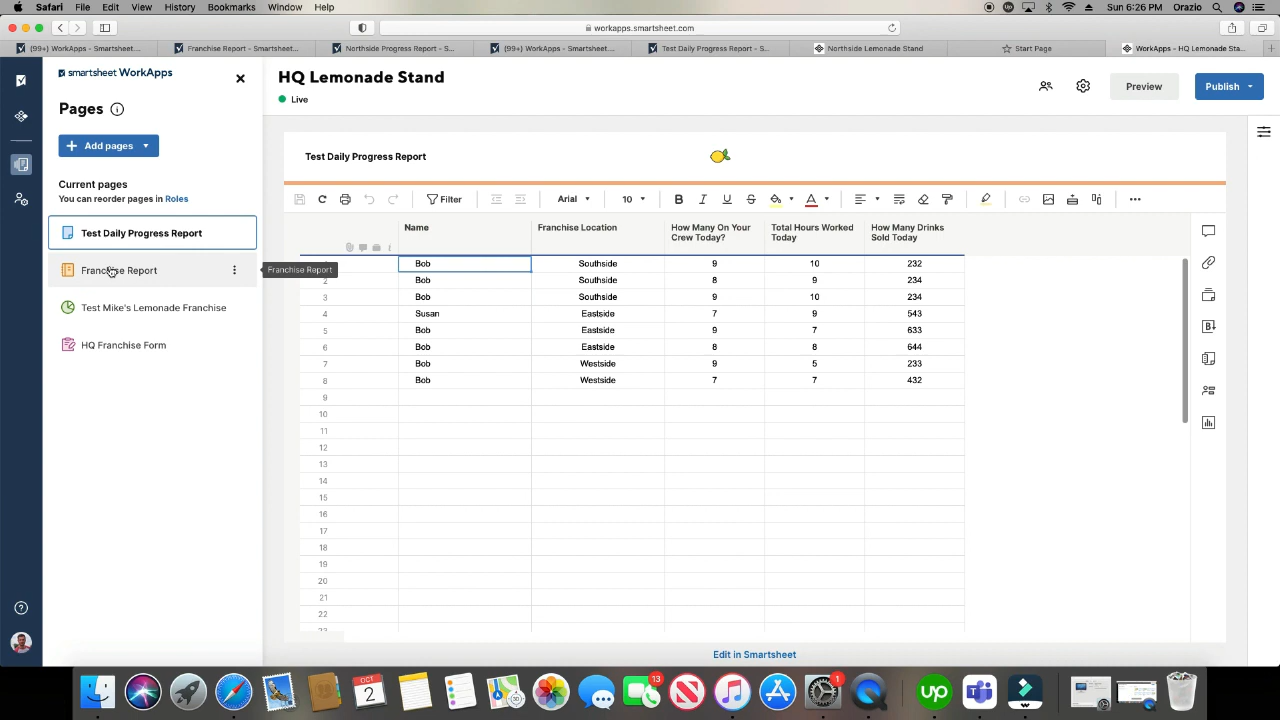 Safari File Edit View History Bookmarks Window Help
Orazio Sun 6:26 PM
workapps.smartsheet.com
(99+) WorkApps - Smartsheet....
Franchise Report - Smartsheet...
Northside Progress Report - S...
(99+) WorkApps - Smartsheet....
Test Daily Progress Report - S...
Northside Lemonade Stand
Start Page
WorkApps - HQ Lemonade Sta...
smartsheet WorkApps
Pages
Add pages
Current pages
You can reorder pages in Roles
Test Daily Progress Report
Franchise Report
Franchise Report
Test Mike's Lemonade Franchise
HQ Franchise Form
HQ Lemonade Stand
Live
Preview
Publish
Test Daily Progress Report
Filter Arial 10 B I U S A
Name Franchise Location How Many On Your Crew Today? Total Hours Worked Today How Many Drinks Sold Today
Bob Southside 9 10 232
2 Bob Southside 8 9 234
3 Bob Southside 9 10 234
4 Susan Eastside 7 9 543
5 Bob Eastside 9 7 633
6 Bob Eastside 8 8 644
7 Bob Westside 9 5 233
8 Bob Westside 7 7 432
9
10
11
12
13
14
15
16
17
18
19
20
21
22
Edit in Smartsheet
OCT
2
13
1
up